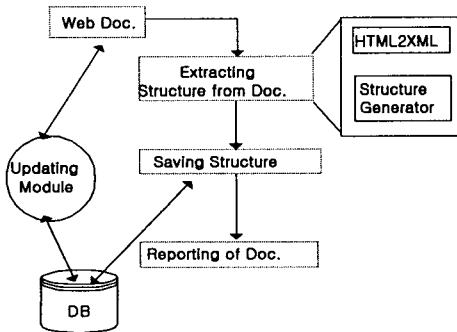 Web Doc.
HTML2XML
Extracting
Structure from Doc.
Structure
Generator
Saving Structure
Updating
Module
Reporting of Doc.
DB